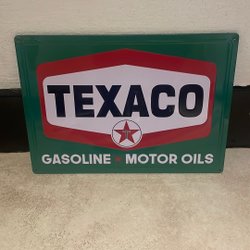 TEXACO
T
GASOLINE • MOTOR OILS